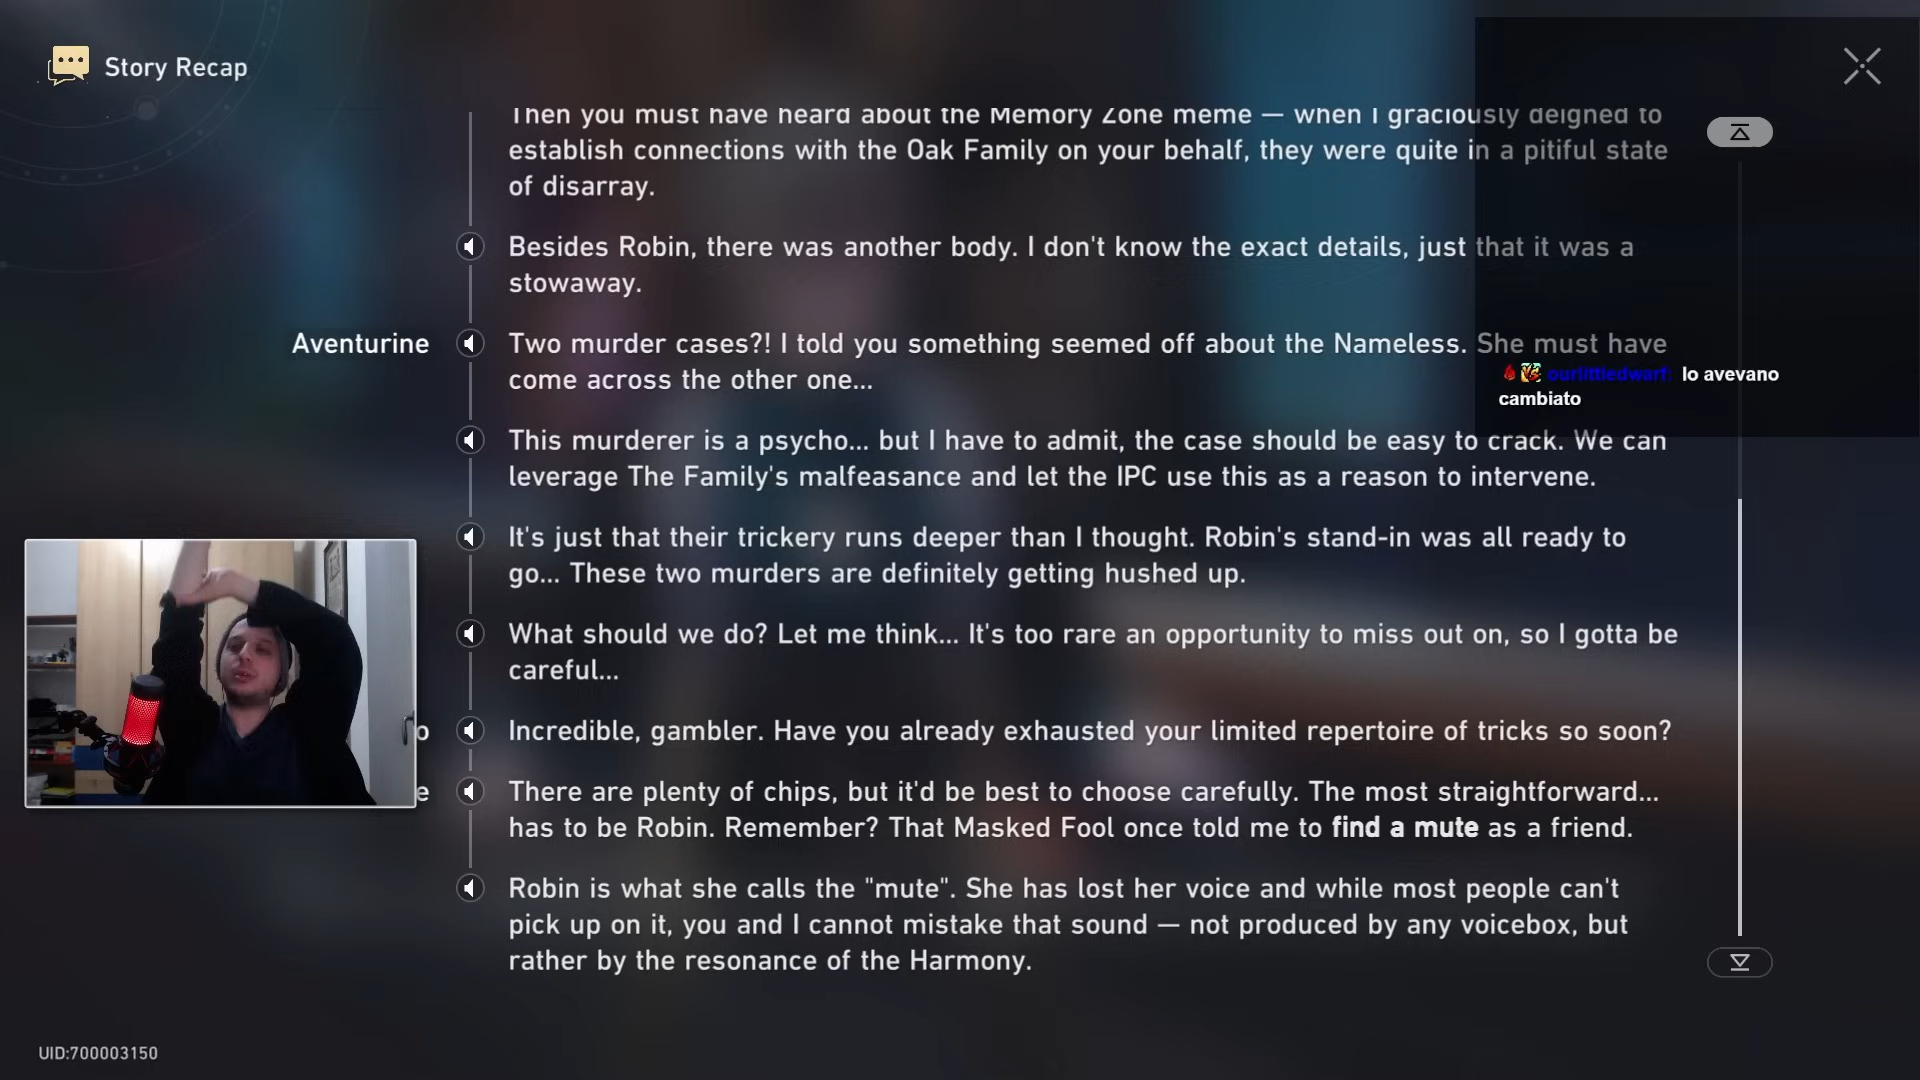 Story Recap
Then you must have heard about the Memory Zone meme — when I graciously deigned to
establish connections with the Oak Family on your behalf, they were quite in a pitiful state
of disarray.
Besides Robin, there was another body. I don't know the exact details, just that it was a
stowaway.
Aventurine
Two murder cases?! I told you something seemed off about the Nameless. She must have
come across the other one...
ourlittledwarf: lo avevano
cambiato
This murderer is a psycho... but I have to admit, the case should be easy to crack. We can
leverage The Family's malfeasance and let the IPC use this as a reason to intervene.
It's just that their trickery runs deeper than I thought. Robin's stand-in was all ready to
go... These two murders are definitely getting hushed up.
What should we do? Let me think... It's too rare an opportunity to miss out on, so I gotta be
careful...
o
Incredible, gambler. Have you already exhausted your limited repertoire of tricks so soon?
e
There are plenty of chips, but it'd be best to choose carefully. The most straightforward...
has to be Robin. Remember? That Masked Fool once told me to find a mute as a friend.
Robin is what she calls the "mute". She has lost her voice and while most people can't
pick up on it, you and I cannot mistake that sound — not produced by any voicebox, but
rather by the resonance of the Harmony.
UID:700003150